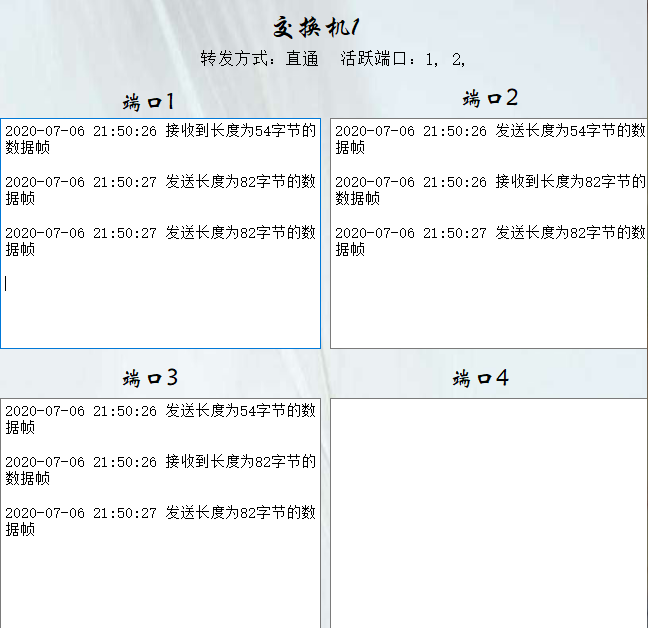 交换机1
转发方式：直通 活跃端口：1, 2,
端口1
2020-07-06 21:50:26 接收到长度为54字节的
数据帧
2020-07-06 21:50:27 发送长度为82字节的数
据帧
2020-07-06 21:50:27 发送长度为82字节的数
据帧
端口2
2020-07-06 21:50:26 发送长度为54字节的数
据帧
2020-07-06 21:50:26 接收到长度为82字节的
数据帧
2020-07-06 21:50:27 发送长度为82字节的数
据帧
端口3
2020-07-06 21:50:26 发送长度为54字节的数
据帧
2020-07-06 21:50:26 接收到长度为82字节的
数据帧
2020-07-06 21:50:27 发送长度为82字节的数
据帧
端口4